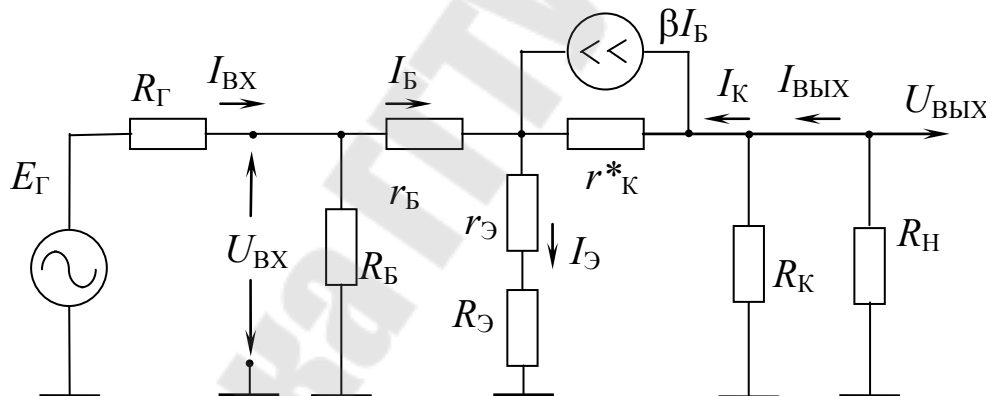 βI_Б
R_Г
I_ВХ
I_Б
I_К
I_ВЫХ
U_ВЫХ
E_Г
r_Б
r*_К
r_Э
I_Э
U_ВХ
R_Б
R_Э
R_К
R_Н